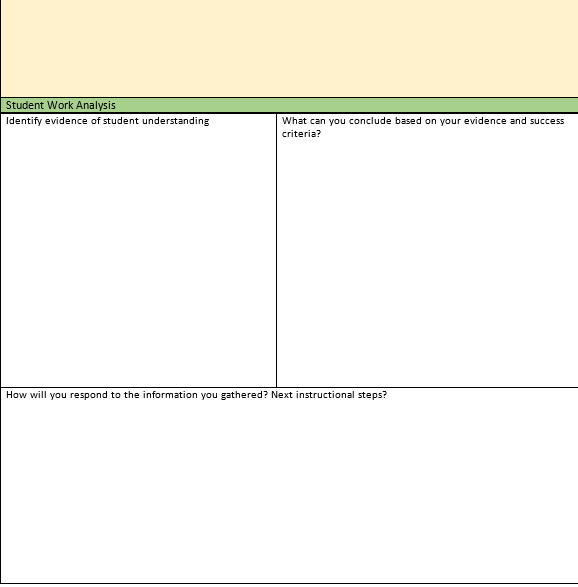 Student Work Analysis
Identify evidence of student understanding
What can you conclude based on your evidence and success
criteria?
How will you respond to the information you gathered? Next instructional steps?